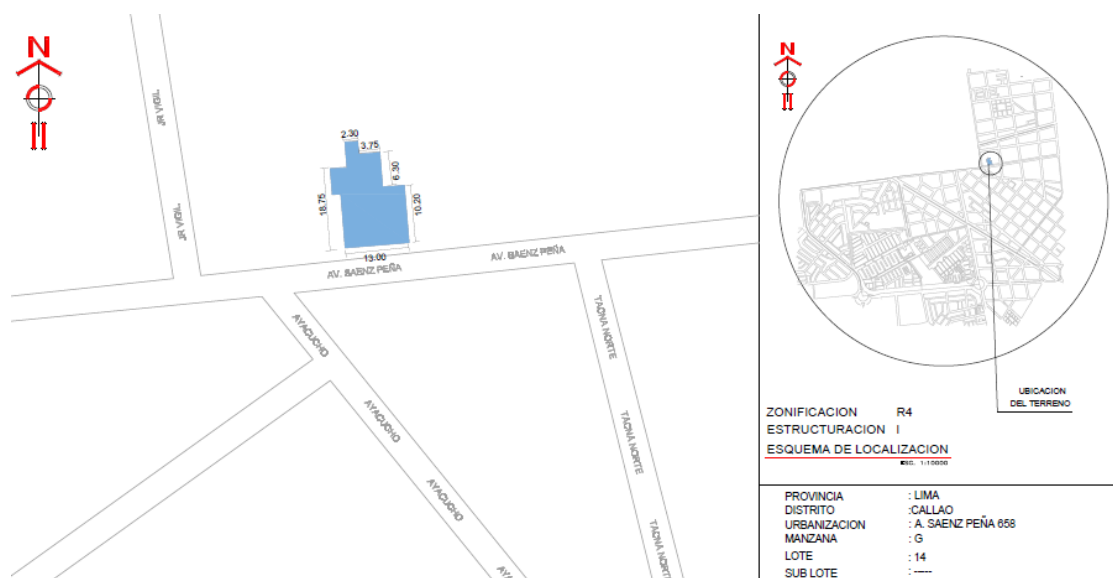 N
JR VIGIL
JR VIGIL
2.30
3.75
6.30
18.75
10.20
13.00
AV. SAENZ PEÑA
AV. SAENZ PEÑA
AYACUCHO
AYACUCHO
AYACUCHO
AYACUCHO
TACNA NORTE
TACNA NORTE
TACNA NORTE
N
UBICACION
DEL TERRENO
ZONIFICACION R4
ESTRUCTURACION I
ESQUEMA DE LOCALIZACION
ESC. 1:10000
PROVINCIA : LIMA
DISTRITO :CALLAO
URBANIZACION : A. SAENZ PEÑA 658
MANZANA : G
LOTE : 14
SUB LOTE : -----